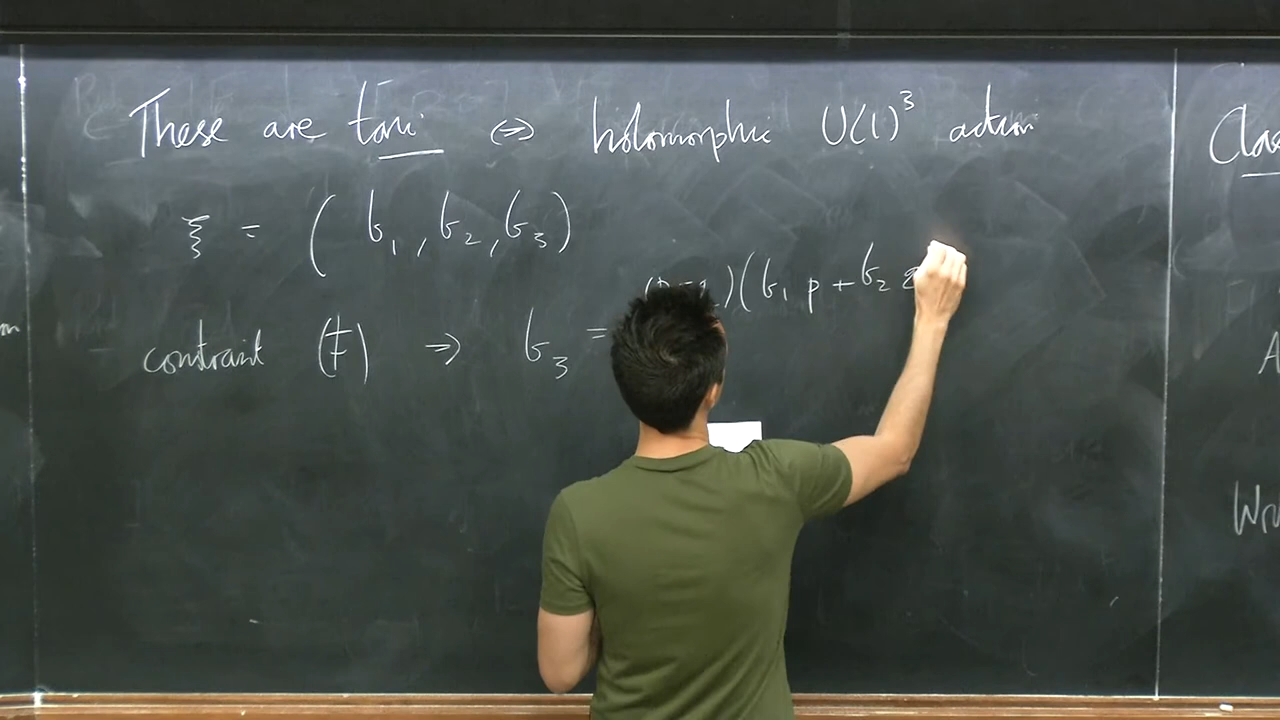 These are tori ⇔ holomorphic U(1)³ action
ξ = ( b₁, b₂, b₃)
)(b₁ p + b₂
contraint (‡) ⇒ b₃ =